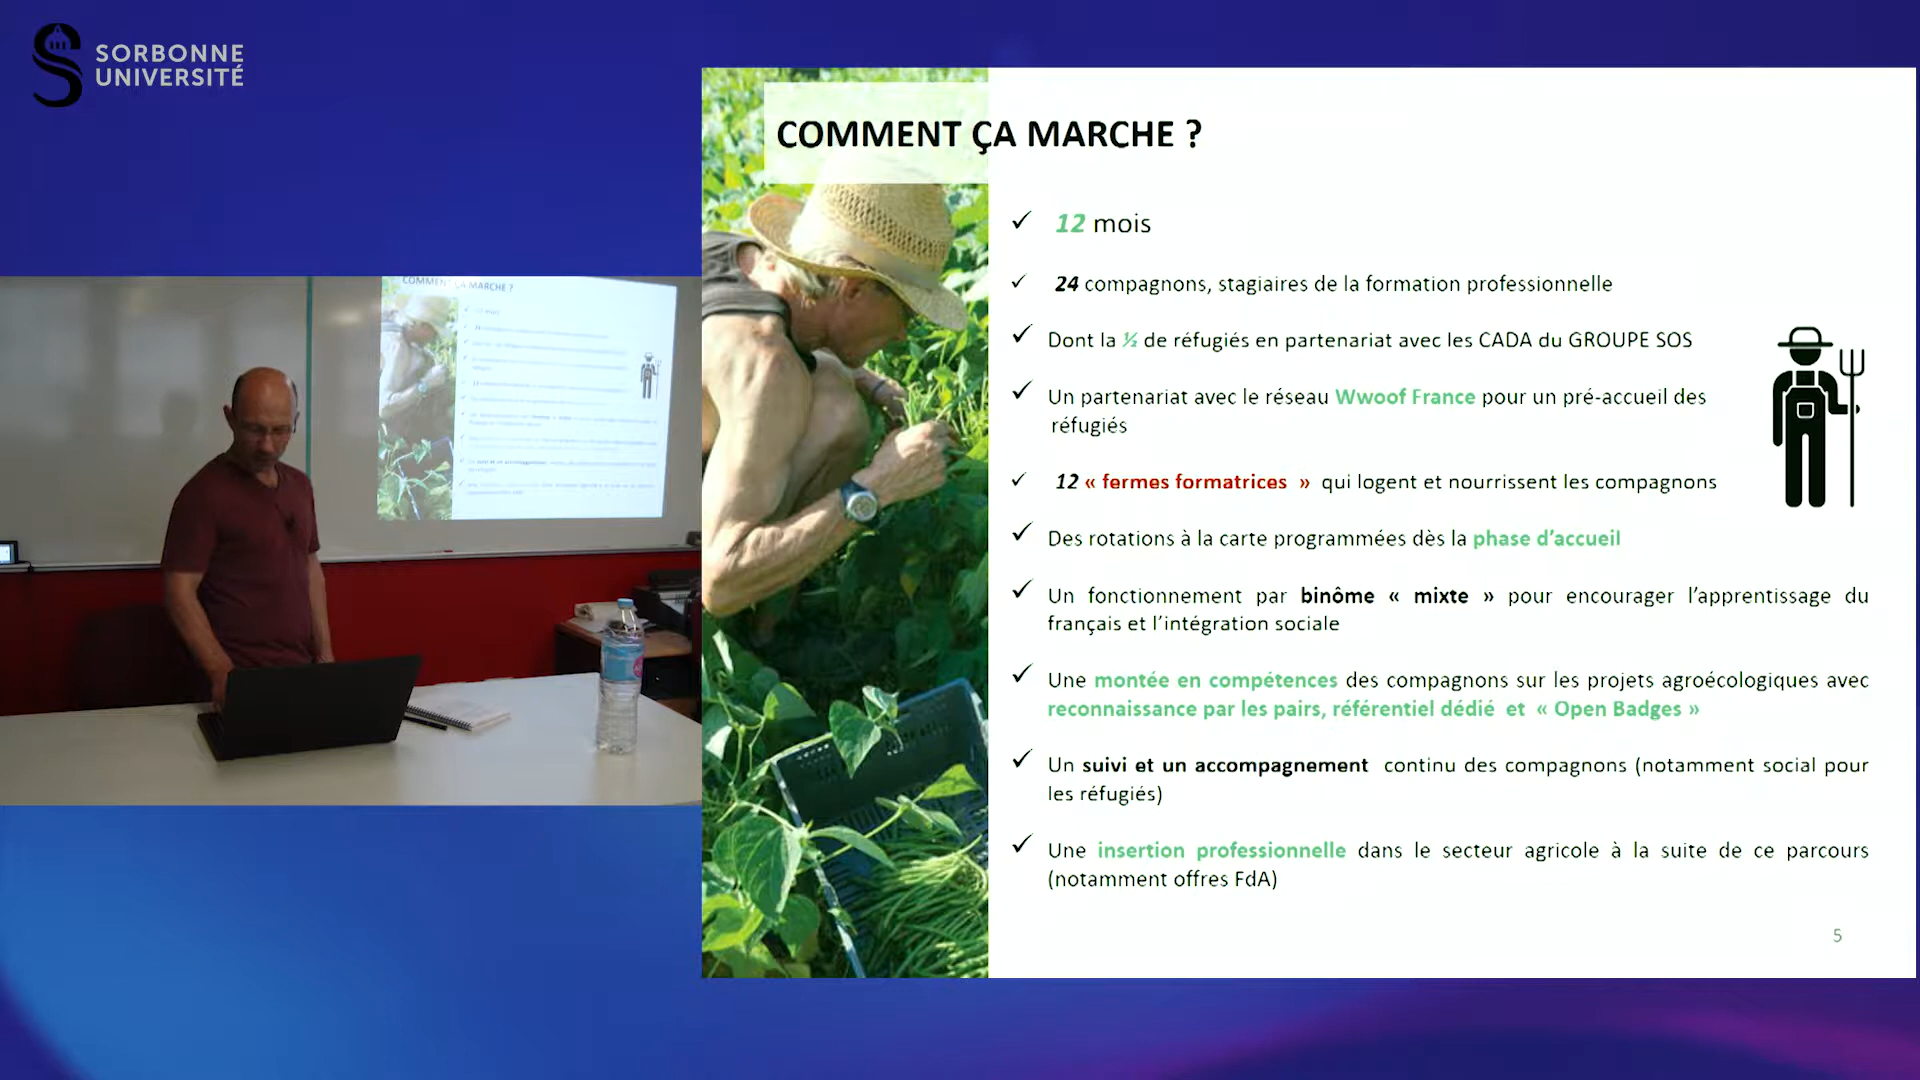 SORBONNE
UNIVERSITÉ
COMMENT ÇA MARCHE ?
✓ 12 mois
✓ 24 compagnons, stagiaires de la formation professionnelle
✓ Dont la ½ de réfugiés en partenariat avec les CADA du GROUPE SOS
✓ Un partenariat avec le réseau Wwoof France pour un pré-accueil des
réfugiés
✓ 12 « fermes formatrices » qui logent et nourrissent les compagnons
✓ Des rotations à la carte programmées dès la phase d'accueil
✓ Un fonctionnement par binôme « mixte » pour encourager l'apprentissage du
français et l'intégration sociale
✓ Une montée en compétences des compagnons sur les projets agroécologiques avec
reconnaissance par les pairs, référentiel dédié et « Open Badges »
✓ Un suivi et un accompagnement continu des compagnons (notamment social pour
les réfugiés)
✓ Une insertion professionnelle dans le secteur agricole à la suite de ce parcours
(notamment offres FdA)
5
COMMENT ÇA MARCHE ?